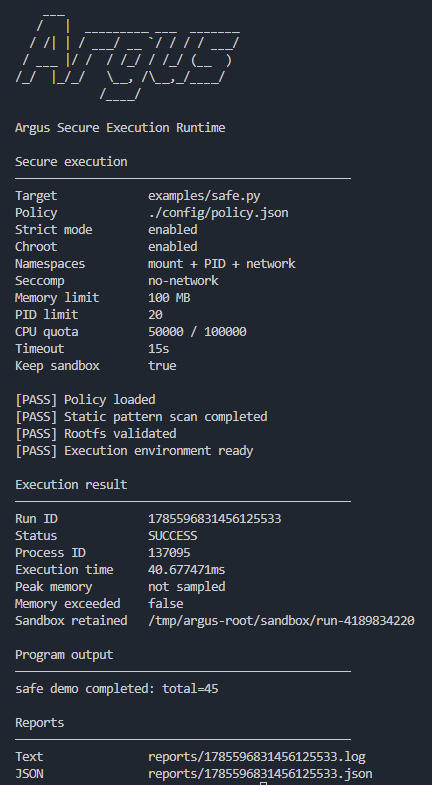 Argus
Argus Secure Execution Runtime
Secure execution
Target examples/safe.py
Policy ./config/policy.json
Strict mode enabled
Chroot enabled
Namespaces mount + PID + network
Seccomp no-network
Memory limit 100 MB
PID limit 20
CPU quota 50000 / 100000
Timeout 15s
Keep sandbox true
[PASS] Policy loaded
[PASS] Static pattern scan completed
[PASS] Rootfs validated
[PASS] Execution environment ready
Execution result
Run ID 1785596831456125533
Status SUCCESS
Process ID 137095
Execution time 40.677471ms
Peak memory not sampled
Memory exceeded false
Sandbox retained /tmp/argus-root/sandbox/run-4189834220
Program output
safe demo completed: total=45
Reports
Text reports/1785596831456125533.log
JSON reports/1785596831456125533.json